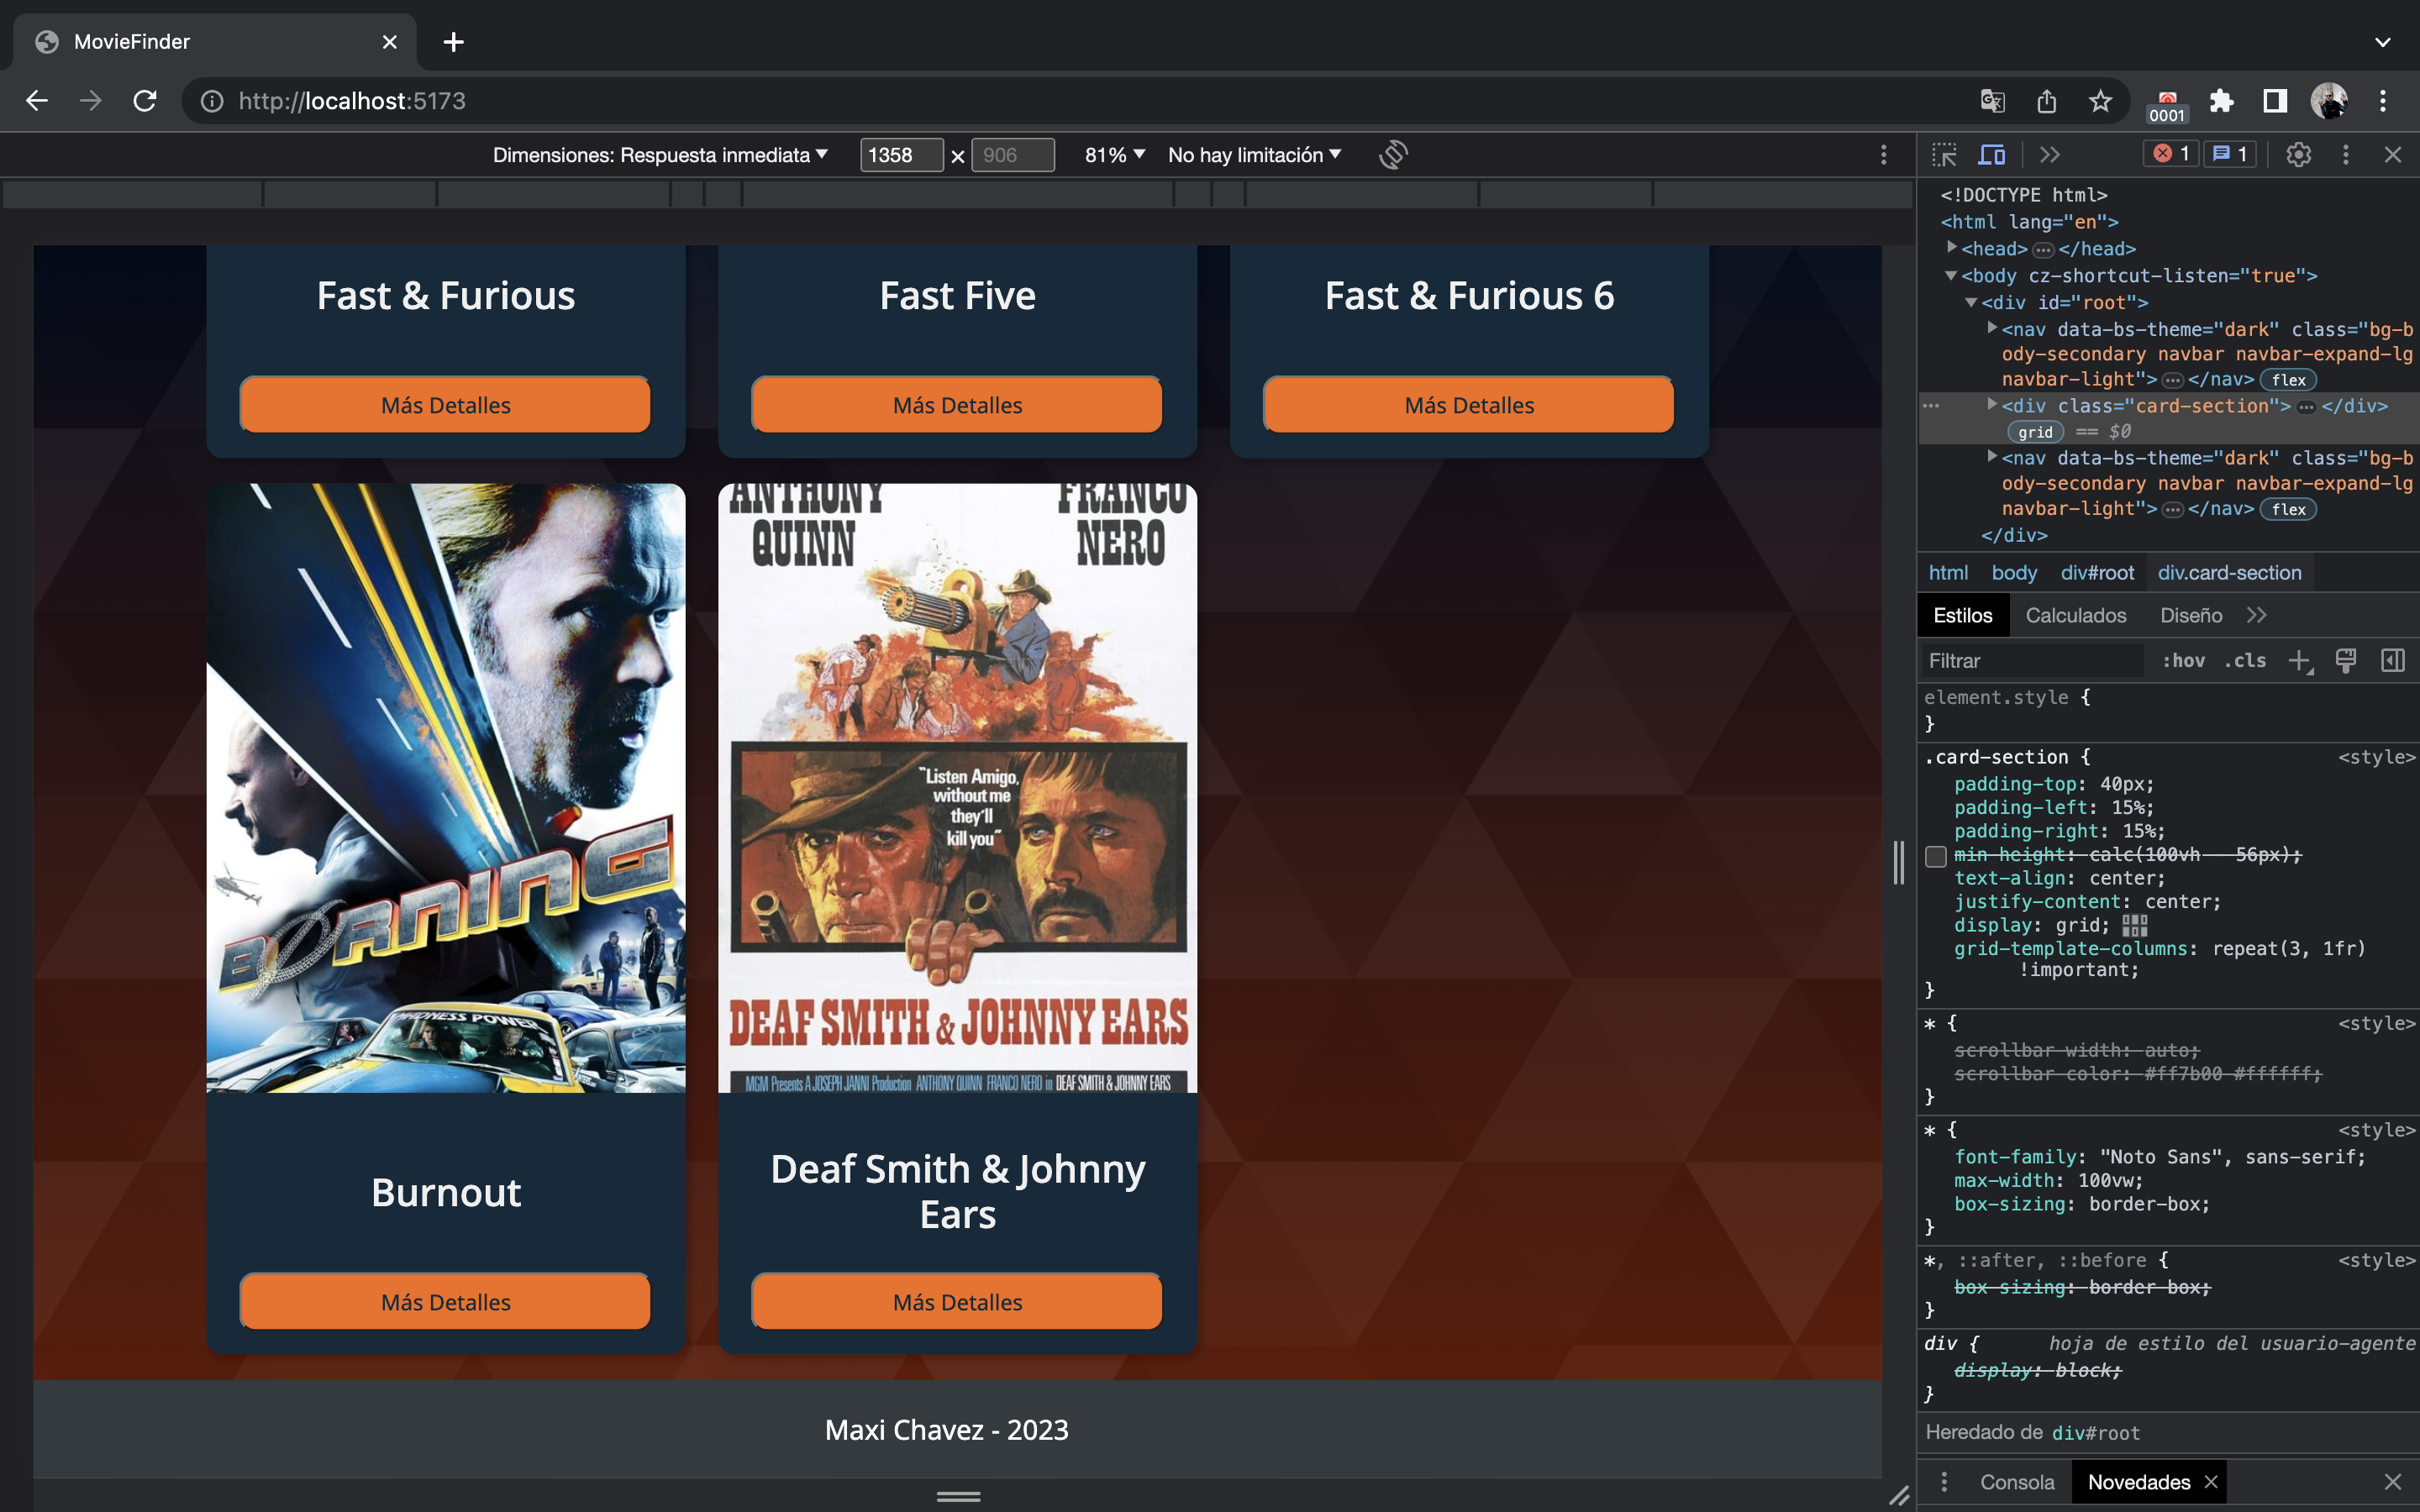 MovieFinder
http://localhost:5173
0001
Dimensiones: Respuesta inmediata ▼ 1358 × 906 81% ▼ No hay limitación ▼
1 1
<!DOCTYPE html>
<html lang="en">
<head>…</head>
<body cz-shortcut-listen="true">
<div id="root">
<nav data-bs-theme="dark" class="bg-b
ody-secondary navbar navbar-expand-lg
navbar-light">…</nav> flex
… <div class="card-section">…</div>
grid == $0
<nav data-bs-theme="dark" class="bg-b
ody-secondary navbar navbar-expand-lg
navbar-light">…</nav> flex
</div>
html body div#root div.card-section
Estilos Calculados Diseño
Filtrar :hov .cls
element.style {
}
.card-section { <style>
padding-top: 40px;
padding-left: 15%;
padding-right: 15%;
min-height: calc(100vh - 56px);
text-align: center;
justify-content: center;
display: grid;
grid-template-columns: repeat(3, 1fr)
!important;
}
* { <style>
scrollbar-width: auto;
scrollbar-color: #ff7b00 #ffffff;
}
* { <style>
font-family: "Noto Sans", sans-serif;
max-width: 100vw;
box-sizing: border-box;
}
*, ::after, ::before { <style>
box-sizing: border-box;
}
div { hoja de estilo del usuario-agente
display: block;
}
Heredado de div#root
Consola Novedades
Fast & Furious
Más Detalles
Fast Five
Más Detalles
Fast & Furious 6
Más Detalles
BØRNING
MADNESS POWER
Burnout
Más Detalles
ANTHONY
QUINN
FRANCO
NERO
"Listen Amigo,
without me
they'll
kill you"
DEAF SMITH & JOHNNY EARS
MGM Presents A JOSEPH JANNI Production ANTHONY QUINN FRANCO NERO in DEAF SMITH & JOHNNY EARS
Deaf Smith & Johnny
Ears
Más Detalles
Maxi Chavez - 2023